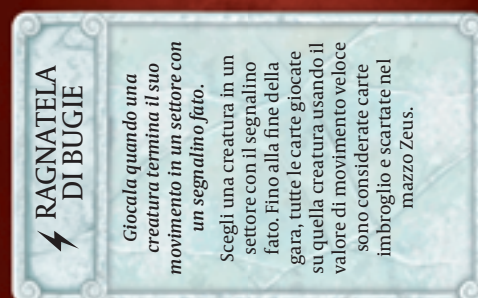 RAGNATELA
DI BUGIE
Giocala quando una
creatura termina il suo
movimento in un settore con
un segnalino fato.
Scegli una creatura in un
settore con il segnalino
fato. Fino alla fine della
gara, tutte le carte giocate
su quella creatura usando il
valore di movimento veloce
sono considerate carte
imbroglio e scartate nel
mazzo Zeus.